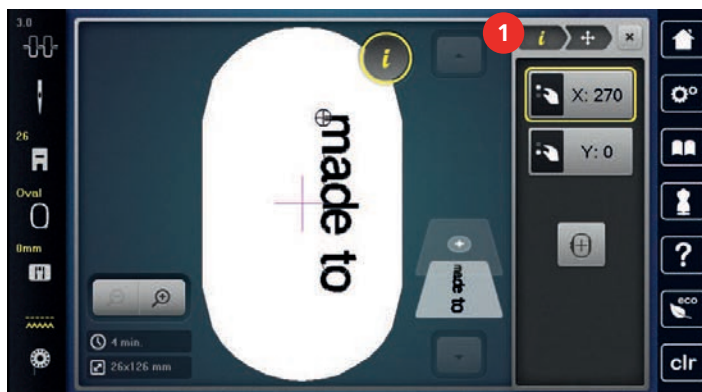 3.0
1
i
i
X: 270
Y: 0
26
Oval
0mm
made to
made to
4 min.
26x126 mm
?
eco
clr